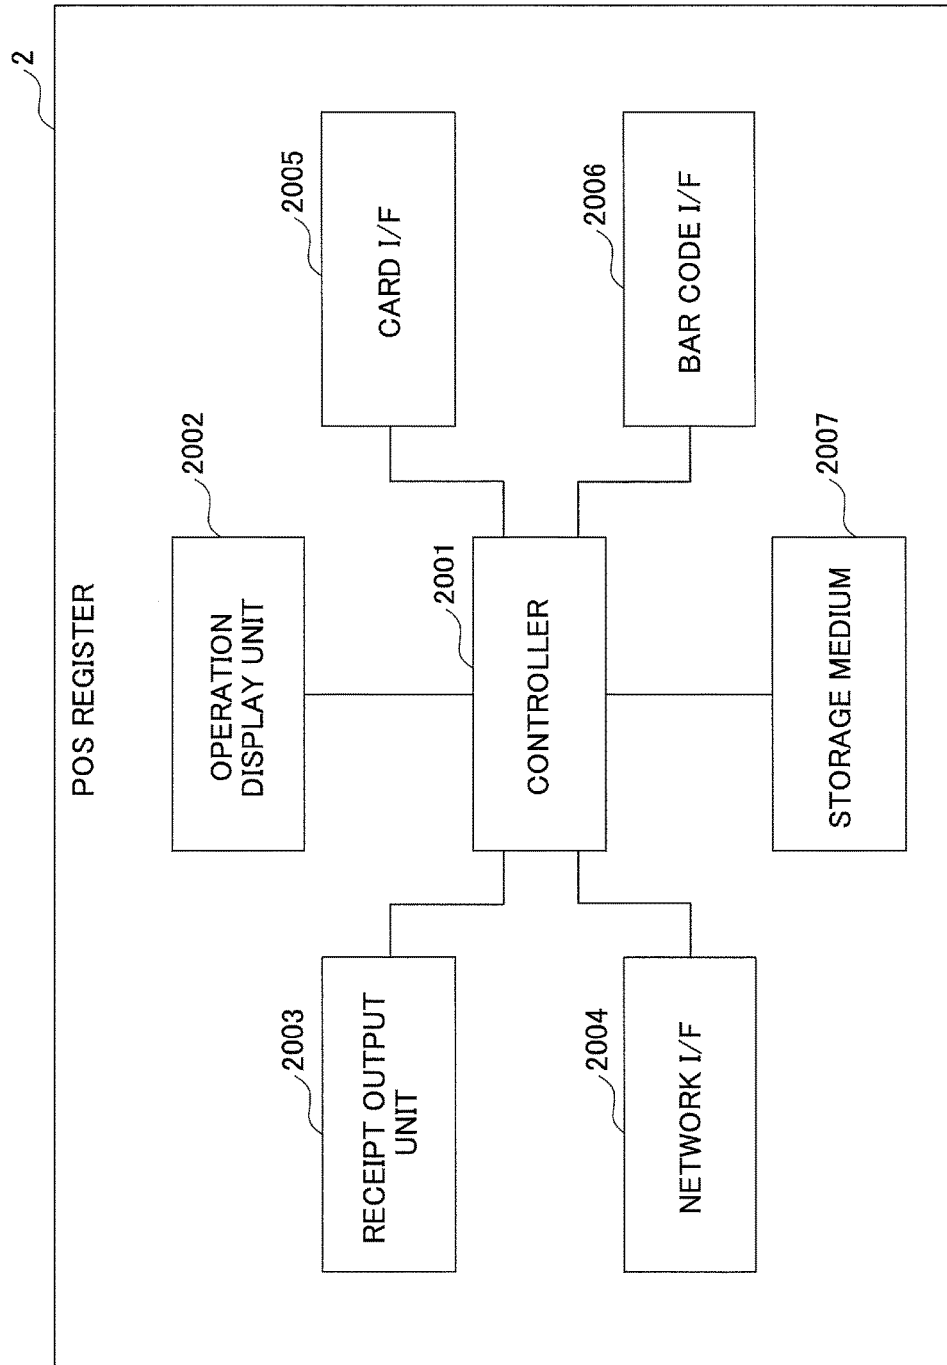 2
POS REGISTER
2002
OPERATION
DISPLAY UNIT
2003
RECEIPT OUTPUT
UNIT
2005
CARD I/F
2001
CONTROLLER
2004
NETWORK I/F
2006
BAR CODE I/F
2007
STORAGE MEDIUM